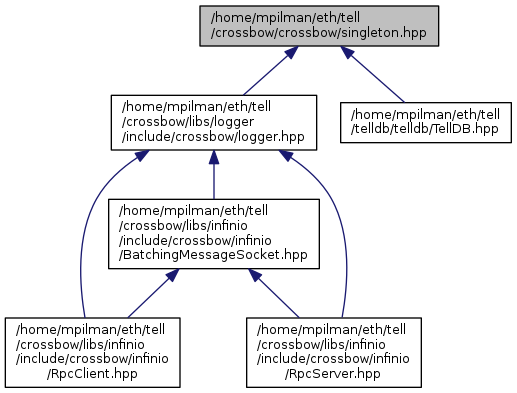 /home/mpilman/eth/tell
/crossbow/crossbow/singleton.hpp
/home/mpilman/eth/tell
/crossbow/libs/logger
/include/crossbow/logger.hpp
/home/mpilman/eth/tell
/telldb/telldb/TellDB.hpp
/home/mpilman/eth/tell
/crossbow/libs/infinio
/include/crossbow/infinio
/BatchingMessageSocket.hpp
/home/mpilman/eth/tell
/crossbow/libs/infinio
/include/crossbow/infinio
/RpcClient.hpp
/home/mpilman/eth/tell
/crossbow/libs/infinio
/include/crossbow/infinio
/RpcServer.hpp